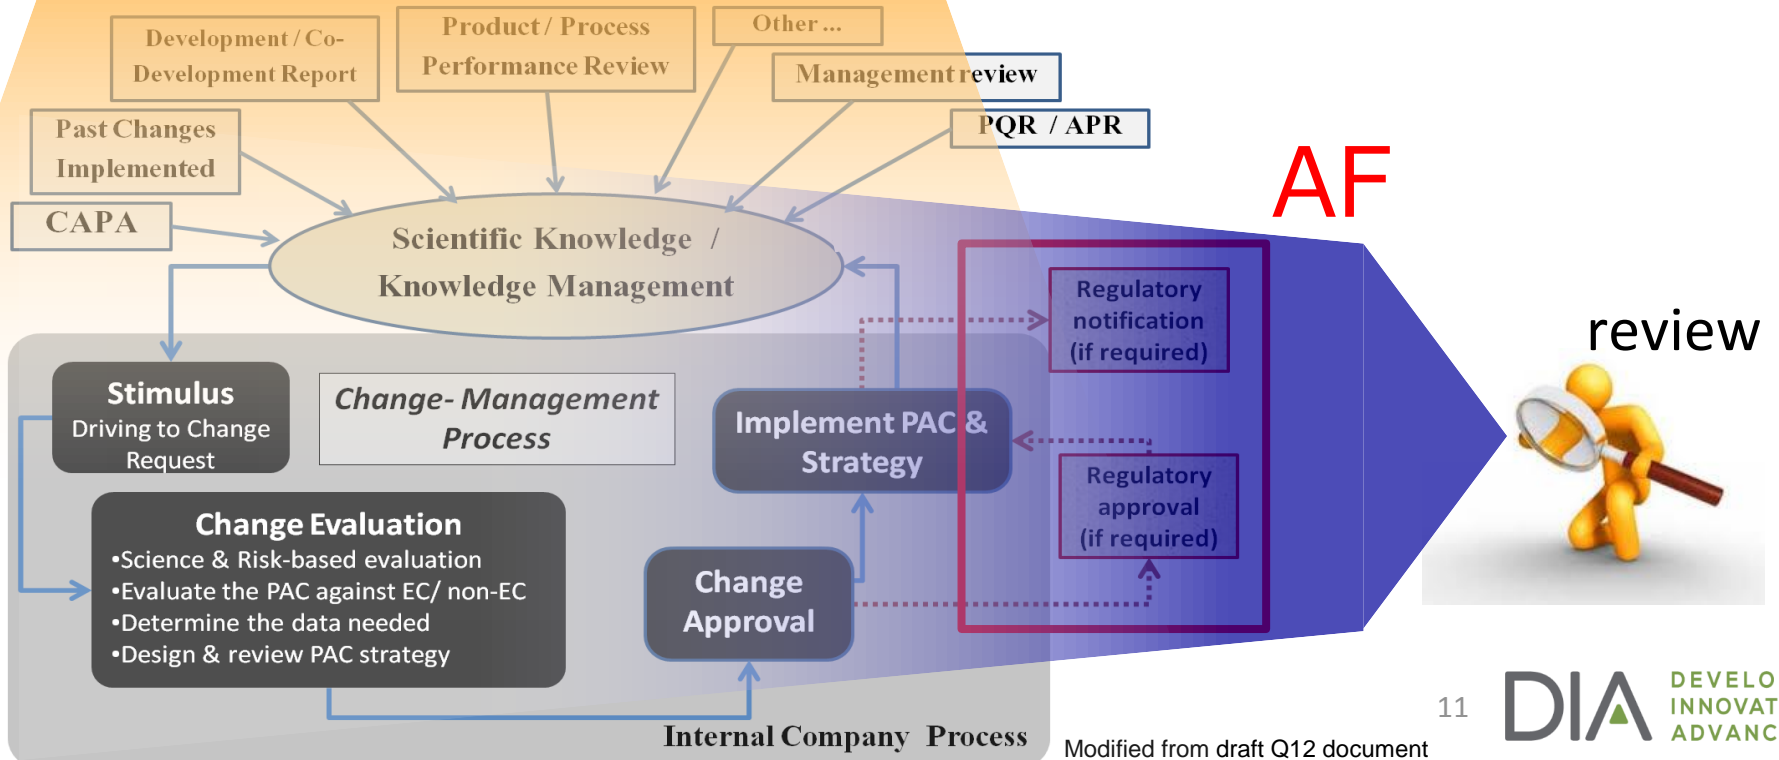 Development / Co-
Development Report
Product / Process
Performance Review
Other ...
Management review
PQR / APR
Past Changes
Implemented
CAPA
Scientific Knowledge /
Knowledge Management
AF
Regulatory
notification
(if required)
review
Stimulus
Driving to Change
Request
Change- Management
Process
Implement PAC &
Strategy
Regulatory
approval
(if required)
Change Evaluation
•Science & Risk-based evaluation
•Evaluate the PAC against EC/ non-EC
•Determine the data needed
•Design & review PAC strategy
Change
Approval
Internal Company Process
Modified from draft Q12 document
11
DIA
DEVELO
INNOVAT
ADVANC